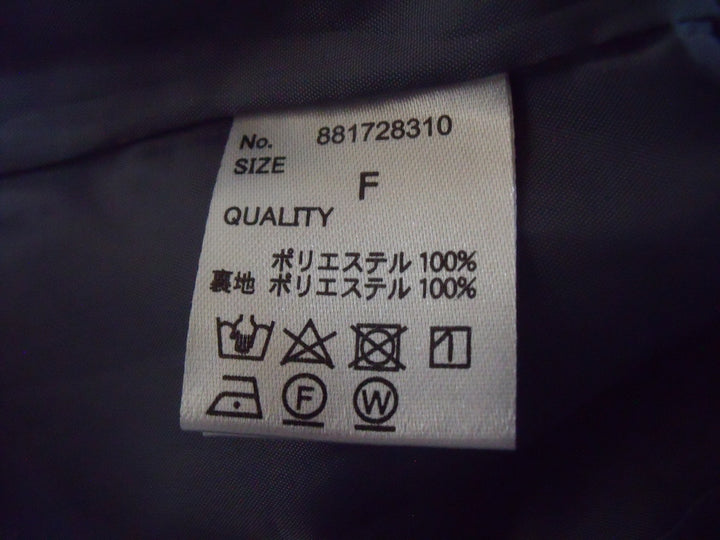 No. 881728310
SIZE
F
QUALITY
ポリエステル 100%
裏地 ポリエステル 100%
F W